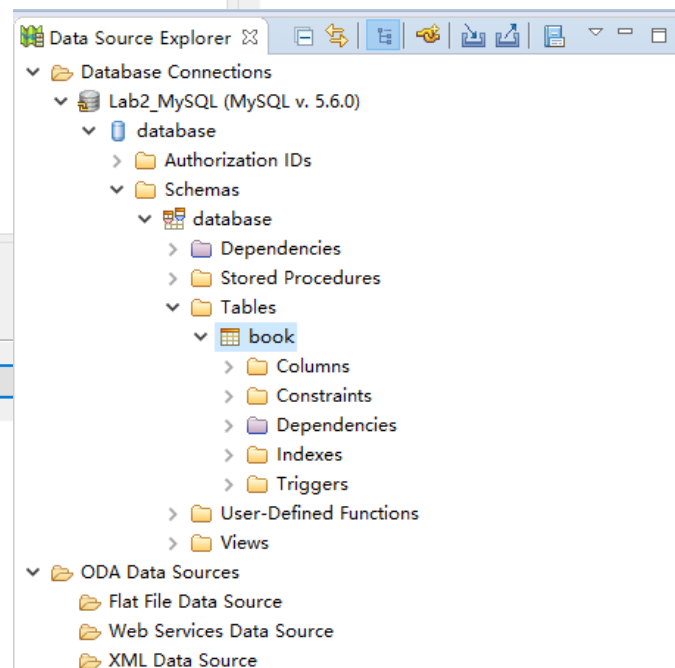 Data Source Explorer
Database Connections
Lab2_MySQL (MySQL v. 5.6.0)
database
Authorization IDs
Schemas
database
Dependencies
Stored Procedures
Tables
book
Columns
Constraints
Dependencies
Indexes
Triggers
User-Defined Functions
Views
ODA Data Sources
Flat File Data Source
Web Services Data Source
XML Data Source